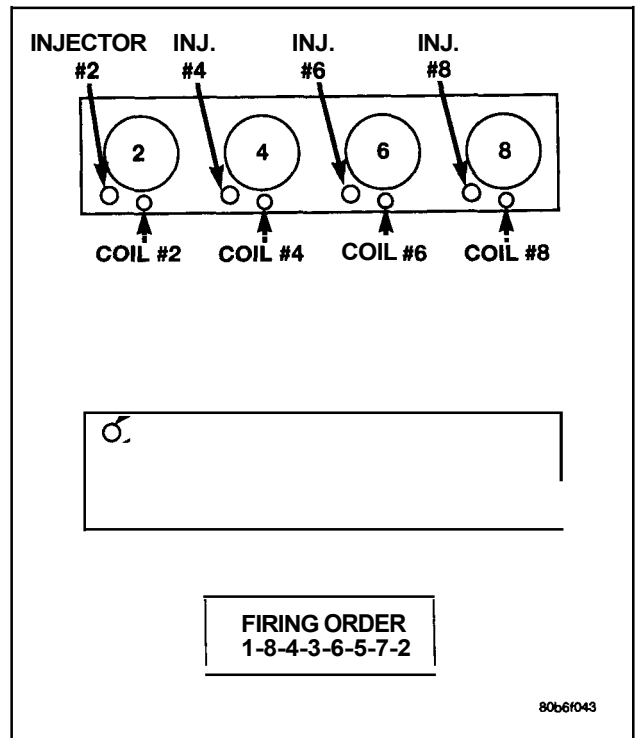 INJECTOR INJ. INJ. INJ.
#2 #4 #6 #8
2 4 6 8
COIL #2 COIL #4 COIL #6 COIL #8
FIRING ORDER
1-8-4-3-6-5-7-2
80b6f043